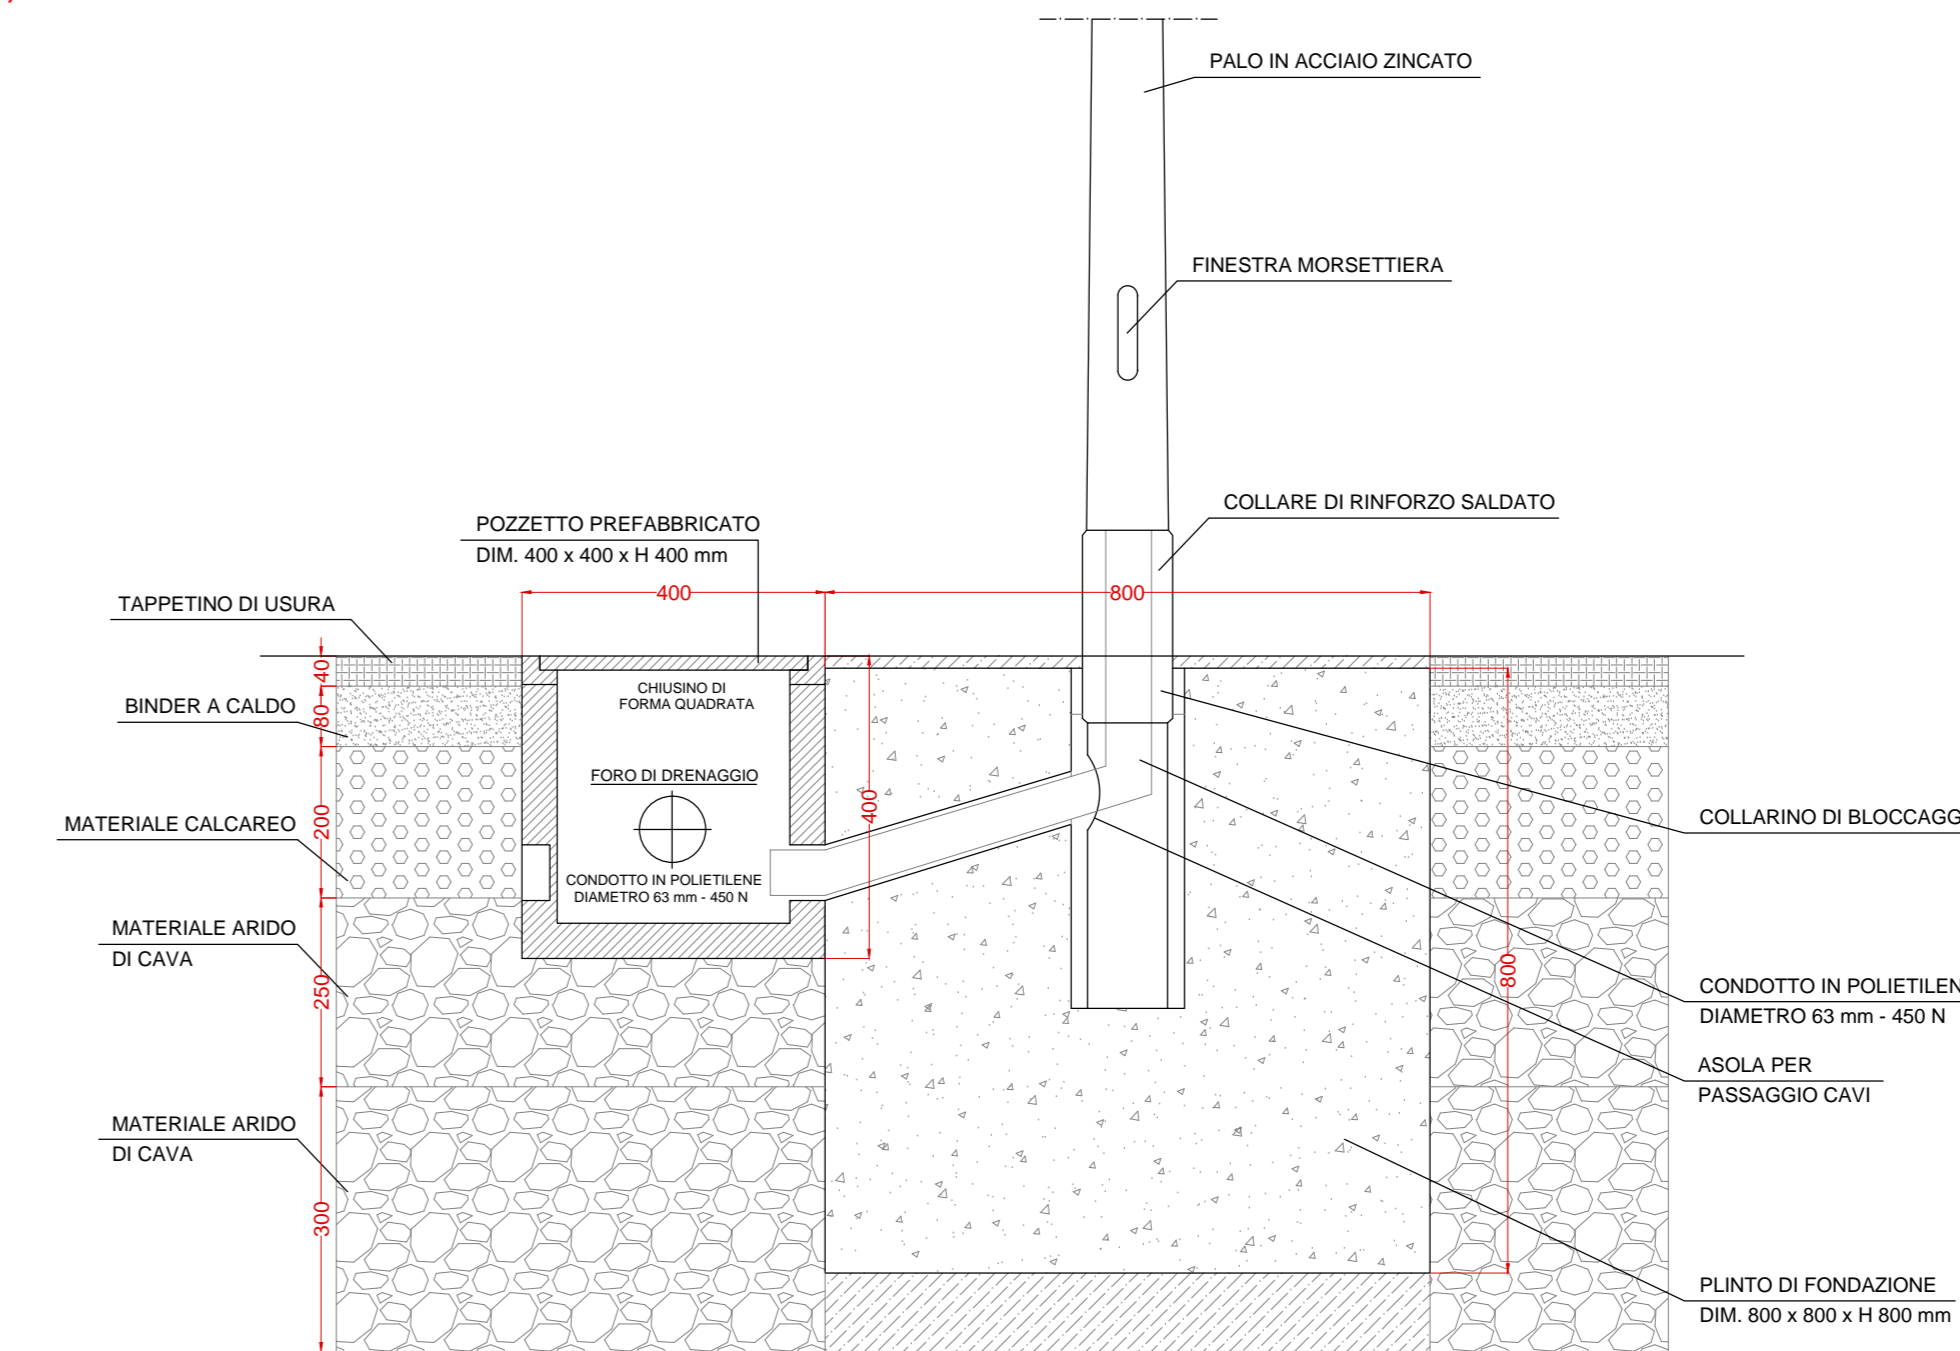 PALO IN ACCIAIO ZINCATO
FINESTRA MORSETTIERA
COLLARE DI RINFORZO SALDATO
POZZETTO PREFABBRICATO
DIM. 400 x 400 x H 400 mm
400
800
TAPPETINO DI USURA
40
CHIUSINO DI
FORMA QUADRATA
BINDER A CALDO
80
FORO DI DRENAGGIO
400
MATERIALE CALCAREO
200
COLLARINO DI BLOCCAGG
CONDOTTO IN POLIETILENE
DIAMETRO 63 mm - 450 N
MATERIALE ARIDO
DI CAVA
250
800
CONDOTTO IN POLIETILEN
DIAMETRO 63 mm - 450 N
ASOLA PER
PASSAGGIO CAVI
MATERIALE ARIDO
DI CAVA
300
PLINTO DI FONDAZIONE
DIM. 800 x 800 x H 800 mm